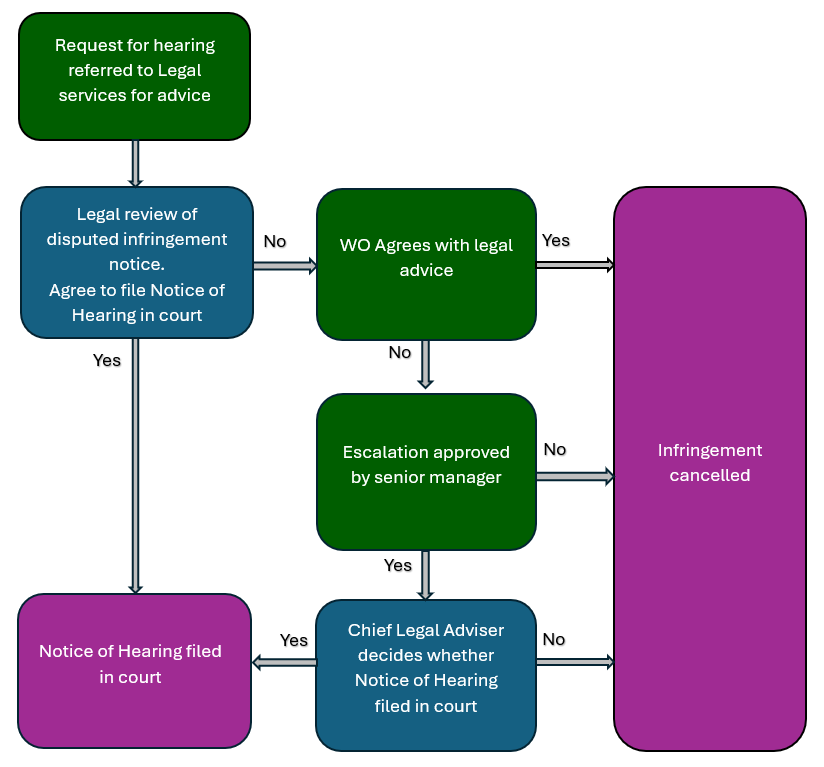 Request for hearing
referred to Legal
services for advice
Legal review of
disputed infringement
notice.
Agree to file Notice of
Hearing in court
No
WO Agrees with legal
advice
Yes
Yes
No
Escalation approved
by senior manager
No
Infringement
cancelled
Yes
Notice of Hearing filed
in court
Yes
Chief Legal Adviser
decides whether
Notice of Hearing
filed in court
No